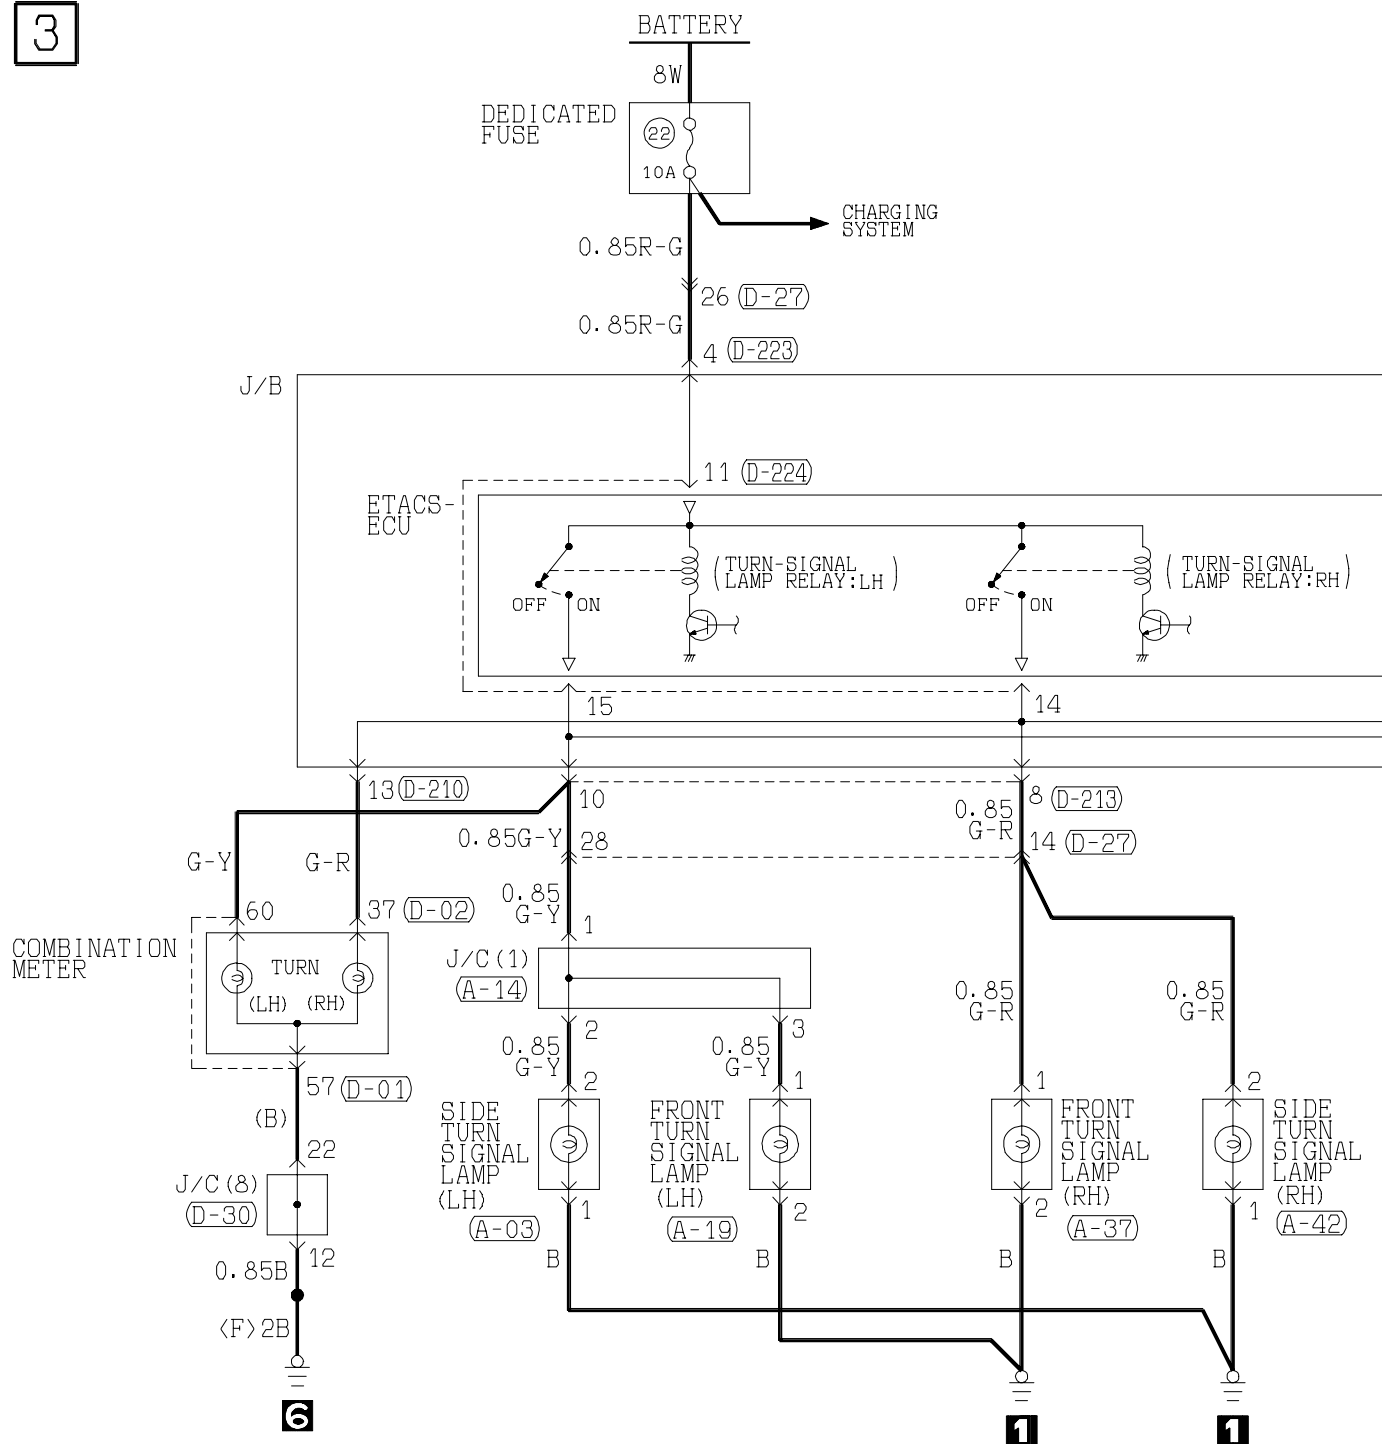 3
BATTERY
8W
DEDICATED
FUSE
22
10A
CHARGING
SYSTEM
0.85R-G
26 D-27
0.85R-G
4 D-223
J/B
11 D-224
ETACS-
ECU
(TURN-SIGNAL
LAMP RELAY:LH)
(TURN-SIGNAL
LAMP RELAY:RH)
OFF ON
OFF ON
15
14
13 D-210
10
8 D-213
0.85
G-R
0.85G-Y
28
14 D-27
G-Y
G-R
0.85
G-Y
60
37 D-02
1
COMBINATION
METER
TURN
(LH) (RH)
J/C(1)
A-14
0.85
G-R
0.85
G-R
2
3
0.85
G-Y
0.85
G-Y
57 D-01
2
1
1
2
(B)
SIDE
TURN
SIGNAL
LAMP
(LH)
FRONT
TURN
SIGNAL
LAMP
(LH)
FRONT
TURN
SIGNAL
LAMP
(RH)
SIDE
TURN
SIGNAL
LAMP
(RH)
22
J/C(8)
D-30
1
2
2
1
A-03
A-19
A-37
A-42
12
0.85B
B
B
B
B
<F>2B
6
1
1